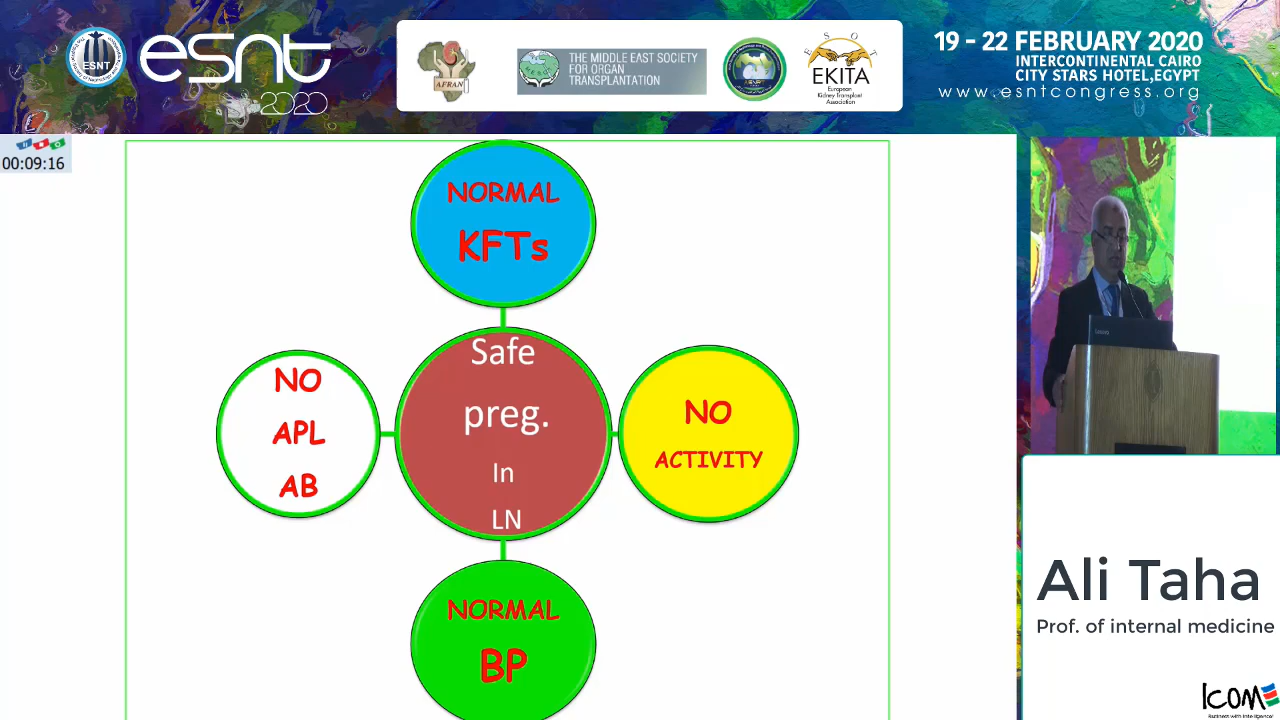 ESNT
esnt
2020
AFRAN
THE MIDDLE EAST SOCIETY
FOR ORGAN
TRANSPLANTATION
E S O T
EKITA
European
Kidney Transplant
Association
19 - 22 FEBRUARY 2020
INTERCONTINENTAL CAIRO
CITY STARS HOTEL,EGYPT
www.esntcongress.org
00:09:16
NORMAL
KFTs
NO
APL
AB
Safe
preg.
In
LN
NO
ACTIVITY
NORMAL
BP
Ali Taha
Prof. of internal medicine
ICOM